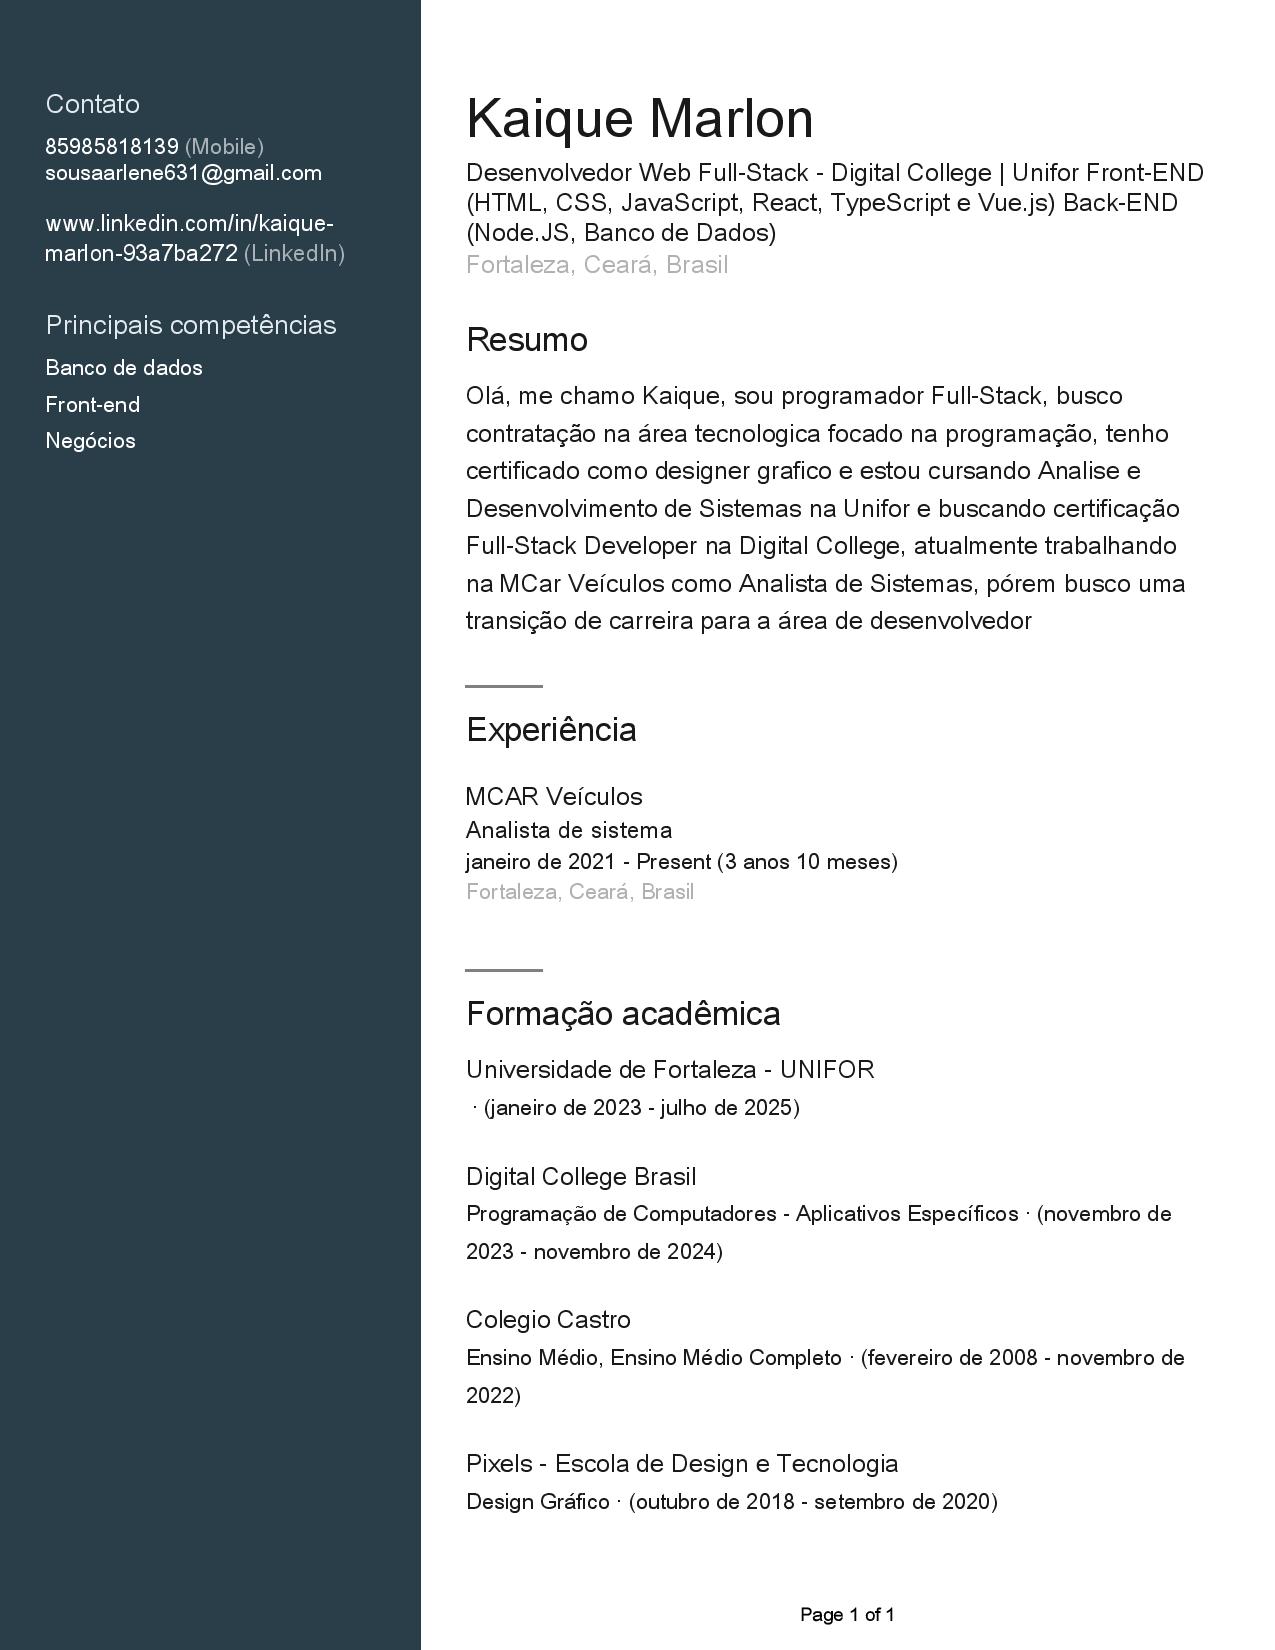 Contato
85985818139 (Mobile)
sousaarlene631@gmail.com
www.linkedin.com/in/kaique-
marlon-93a7ba272 (LinkedIn)
Principais competências
Banco de dados
Front-end
Negócios
Kaique Marlon
Desenvolvedor Web Full-Stack - Digital College | Unifor Front-END
(HTML, CSS, JavaScript, React, TypeScript e Vue.js) Back-END
(Node.JS, Banco de Dados)
Fortaleza, Ceará, Brasil
Resumo
Olá, me chamo Kaique, sou programador Full-Stack, busco
contratação na área tecnologica focado na programação, tenho
certificado como designer grafico e estou cursando Analise e
Desenvolvimento de Sistemas na Unifor e buscando certificação
Full-Stack Developer na Digital College, atualmente trabalhando
na MCar Veículos como Analista de Sistemas, pórem busco uma
transição de carreira para a área de desenvolvedor
Experiência
MCAR Veículos
Analista de sistema
janeiro de 2021 - Present (3 anos 10 meses)
Fortaleza, Ceará, Brasil
Formação acadêmica
Universidade de Fortaleza - UNIFOR
· (janeiro de 2023 - julho de 2025)
Digital College Brasil
Programação de Computadores - Aplicativos Específicos · (novembro de
2023 - novembro de 2024)
Colegio Castro
Ensino Médio, Ensino Médio Completo · (fevereiro de 2008 - novembro de
2022)
Pixels - Escola de Design e Tecnologia
Design Gráfico · (outubro de 2018 - setembro de 2020)
Page 1 of 1